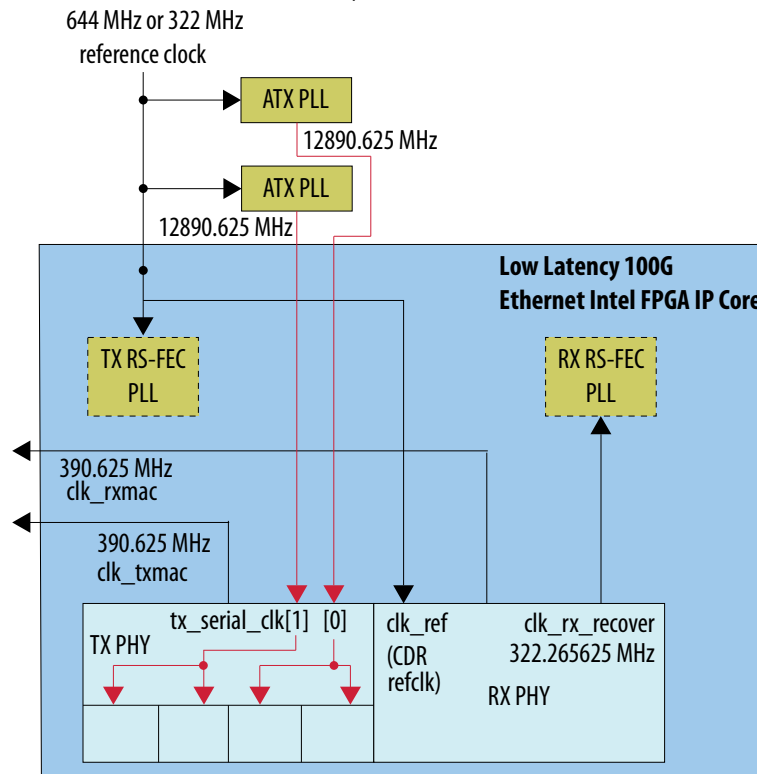 644 MHz or 322 MHz
reference clock
ATX PLL
12890.625 MHz
ATX PLL
12890.625 MHz
Low Latency 100G
Ethernet Intel FPGA IP Core
TX RS-FEC
PLL
RX RS-FEC
PLL
390.625 MHz
clk_rxmac
390.625 MHz
clk_txmac
tx_serial_clk[1] [0]
TX PHY
clk_ref
(CDR
refclk)
clk_rx_recover
322.265625 MHz
RX PHY